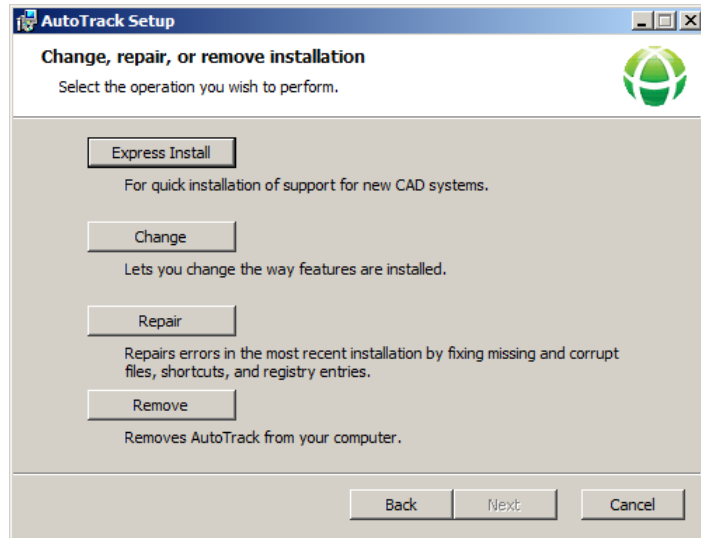 AutoTrack Setup
Change, repair, or remove installation
Select the operation you wish to perform.
Express Install
For quick installation of support for new CAD systems.
Change
Lets you change the way features are installed.
Repair
Repairs errors in the most recent installation by fixing missing and corrupt
files, shortcuts, and registry entries.
Remove
Removes AutoTrack from your computer.
Back Next Cancel